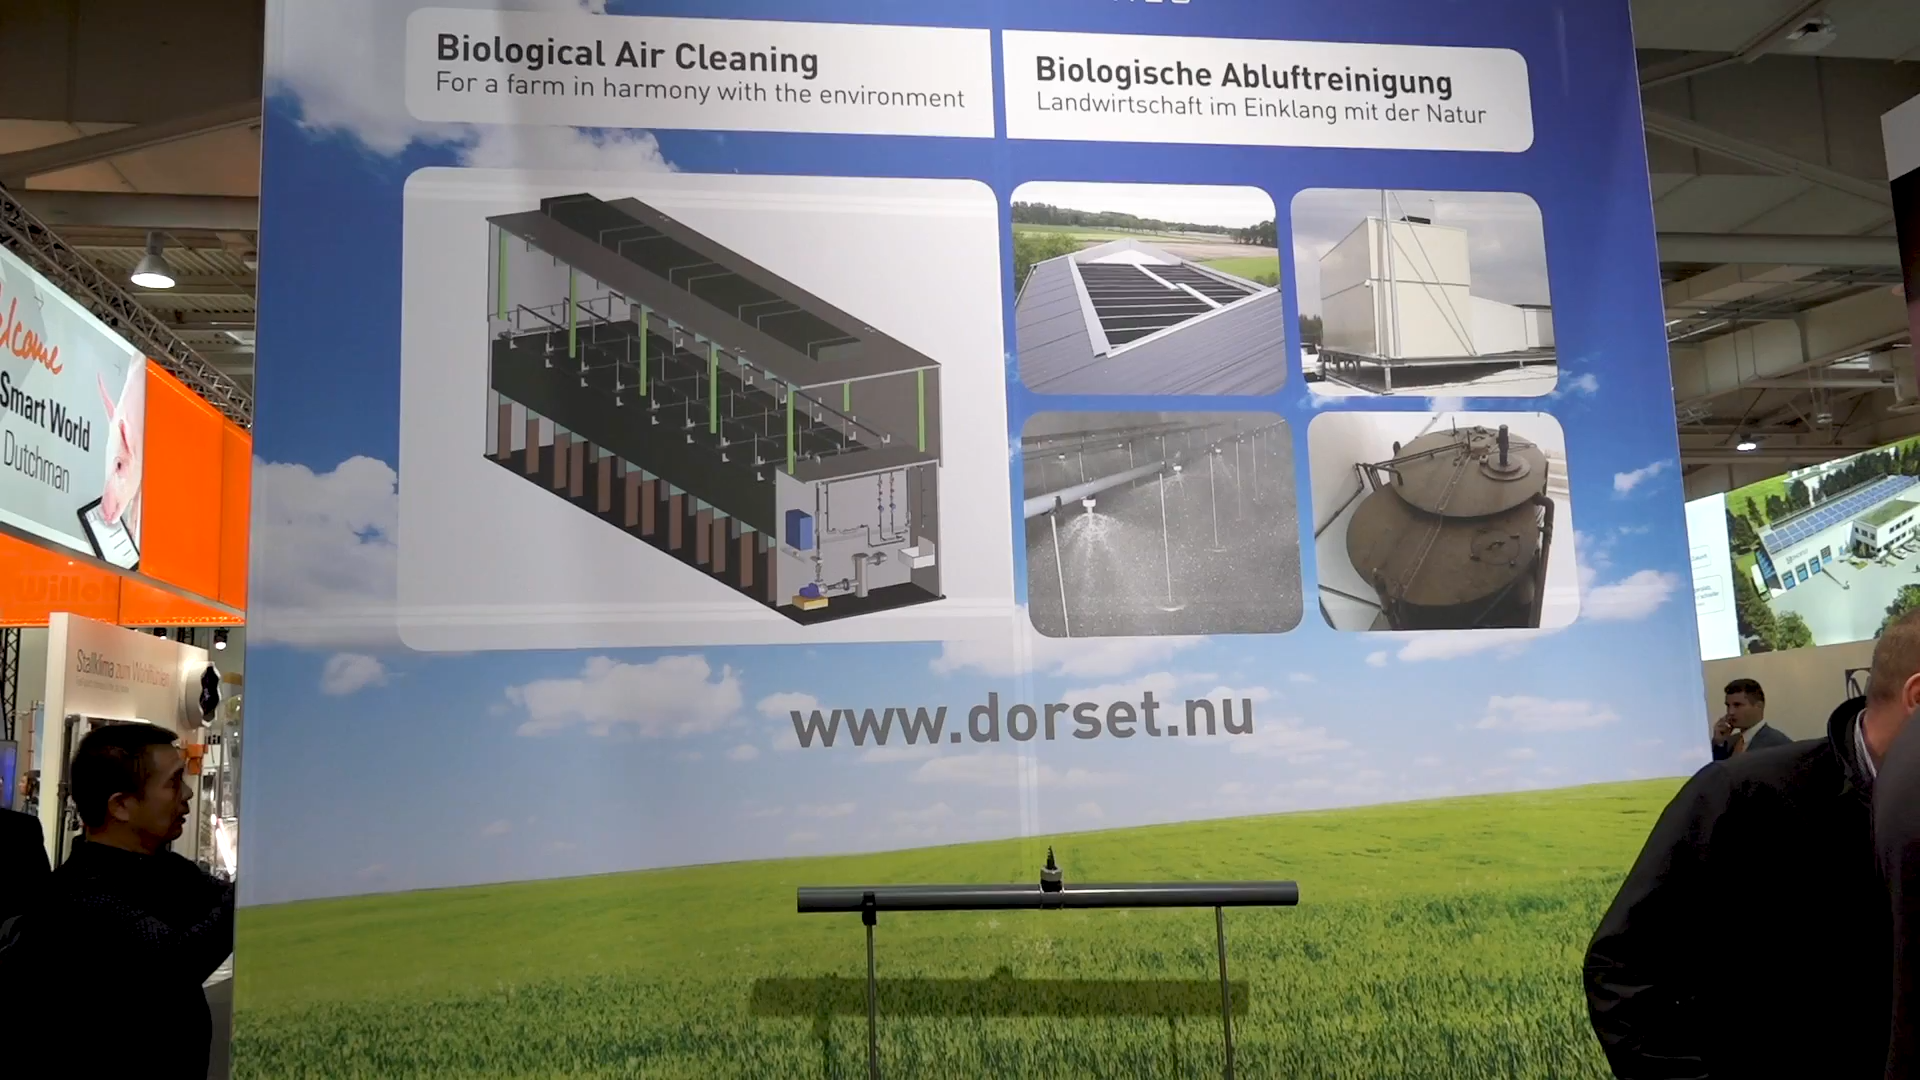 Biological Air Cleaning
For a farm in harmony with the environment
Biologische Abluftreinigung
Landwirtschaft im Einklang mit der Natur
www.dorset.nu
Smart World
Dutchman
Stallklima zum Wohlfühlen